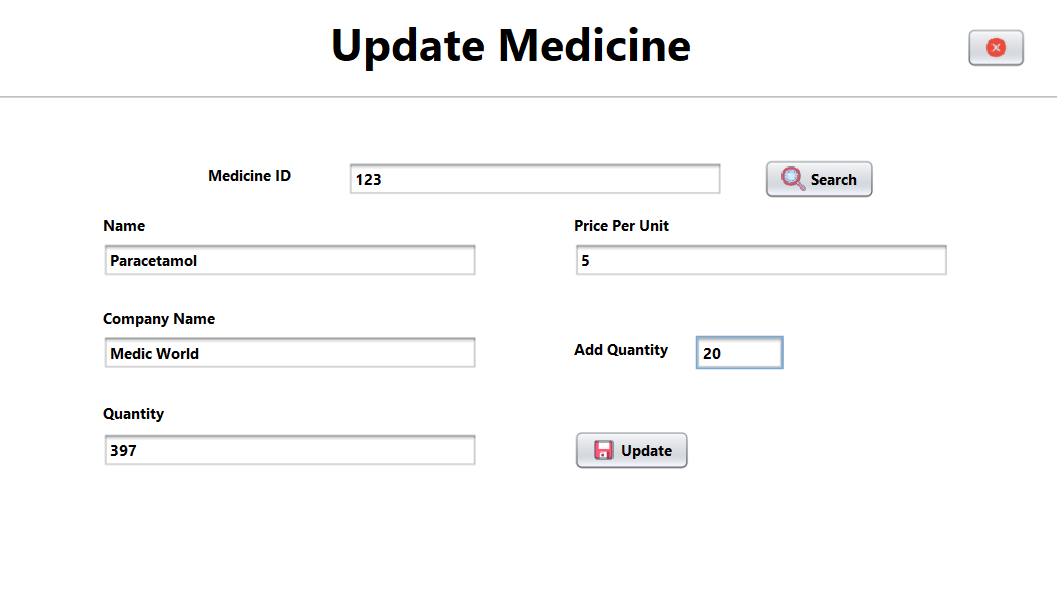 Update Medicine
Medicine ID
123
Search
Name
Price Per Unit
Paracetamol
5
Company Name
Medic World
Add Quantity
20
Quantity
397
Update